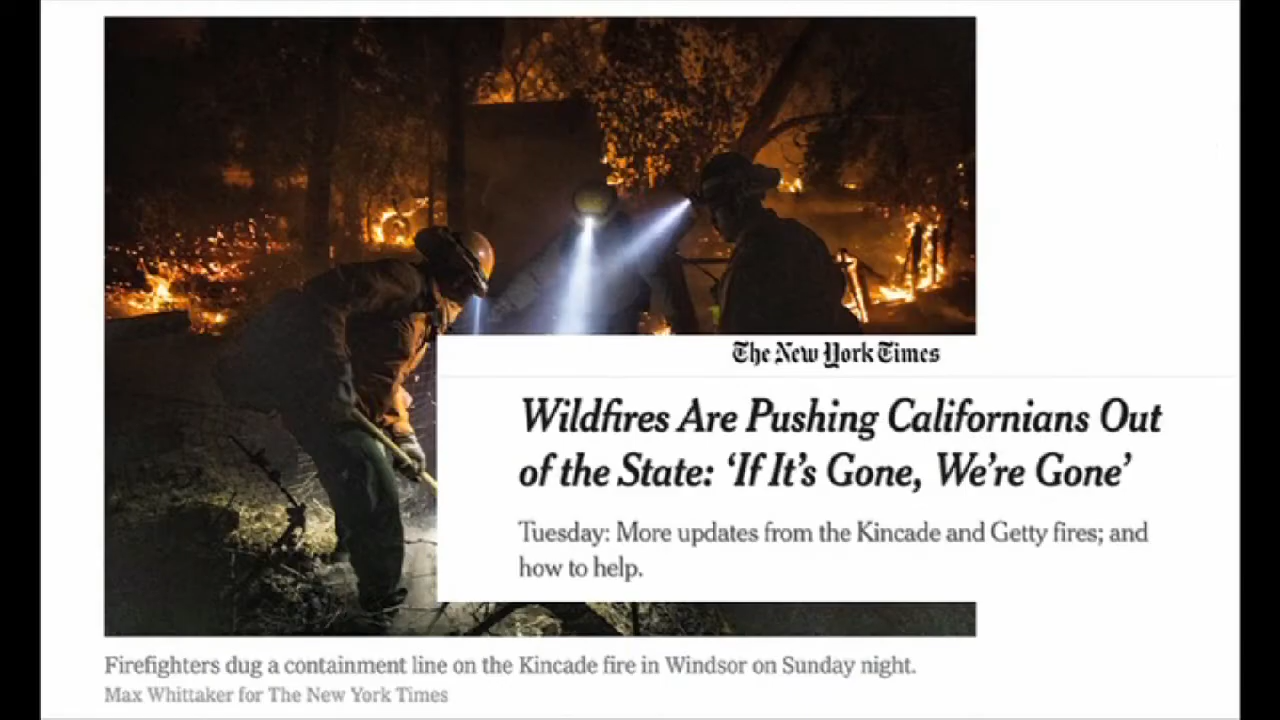 The New York Times
Wildfires Are Pushing Californians Out
of the State: ‘If It’s Gone, We’re Gone’
Tuesday: More updates from the Kincade and Getty fires; and
how to help.
Firefighters dug a containment line on the Kincade fire in Windsor on Sunday night.
Max Whittaker for The New York Times